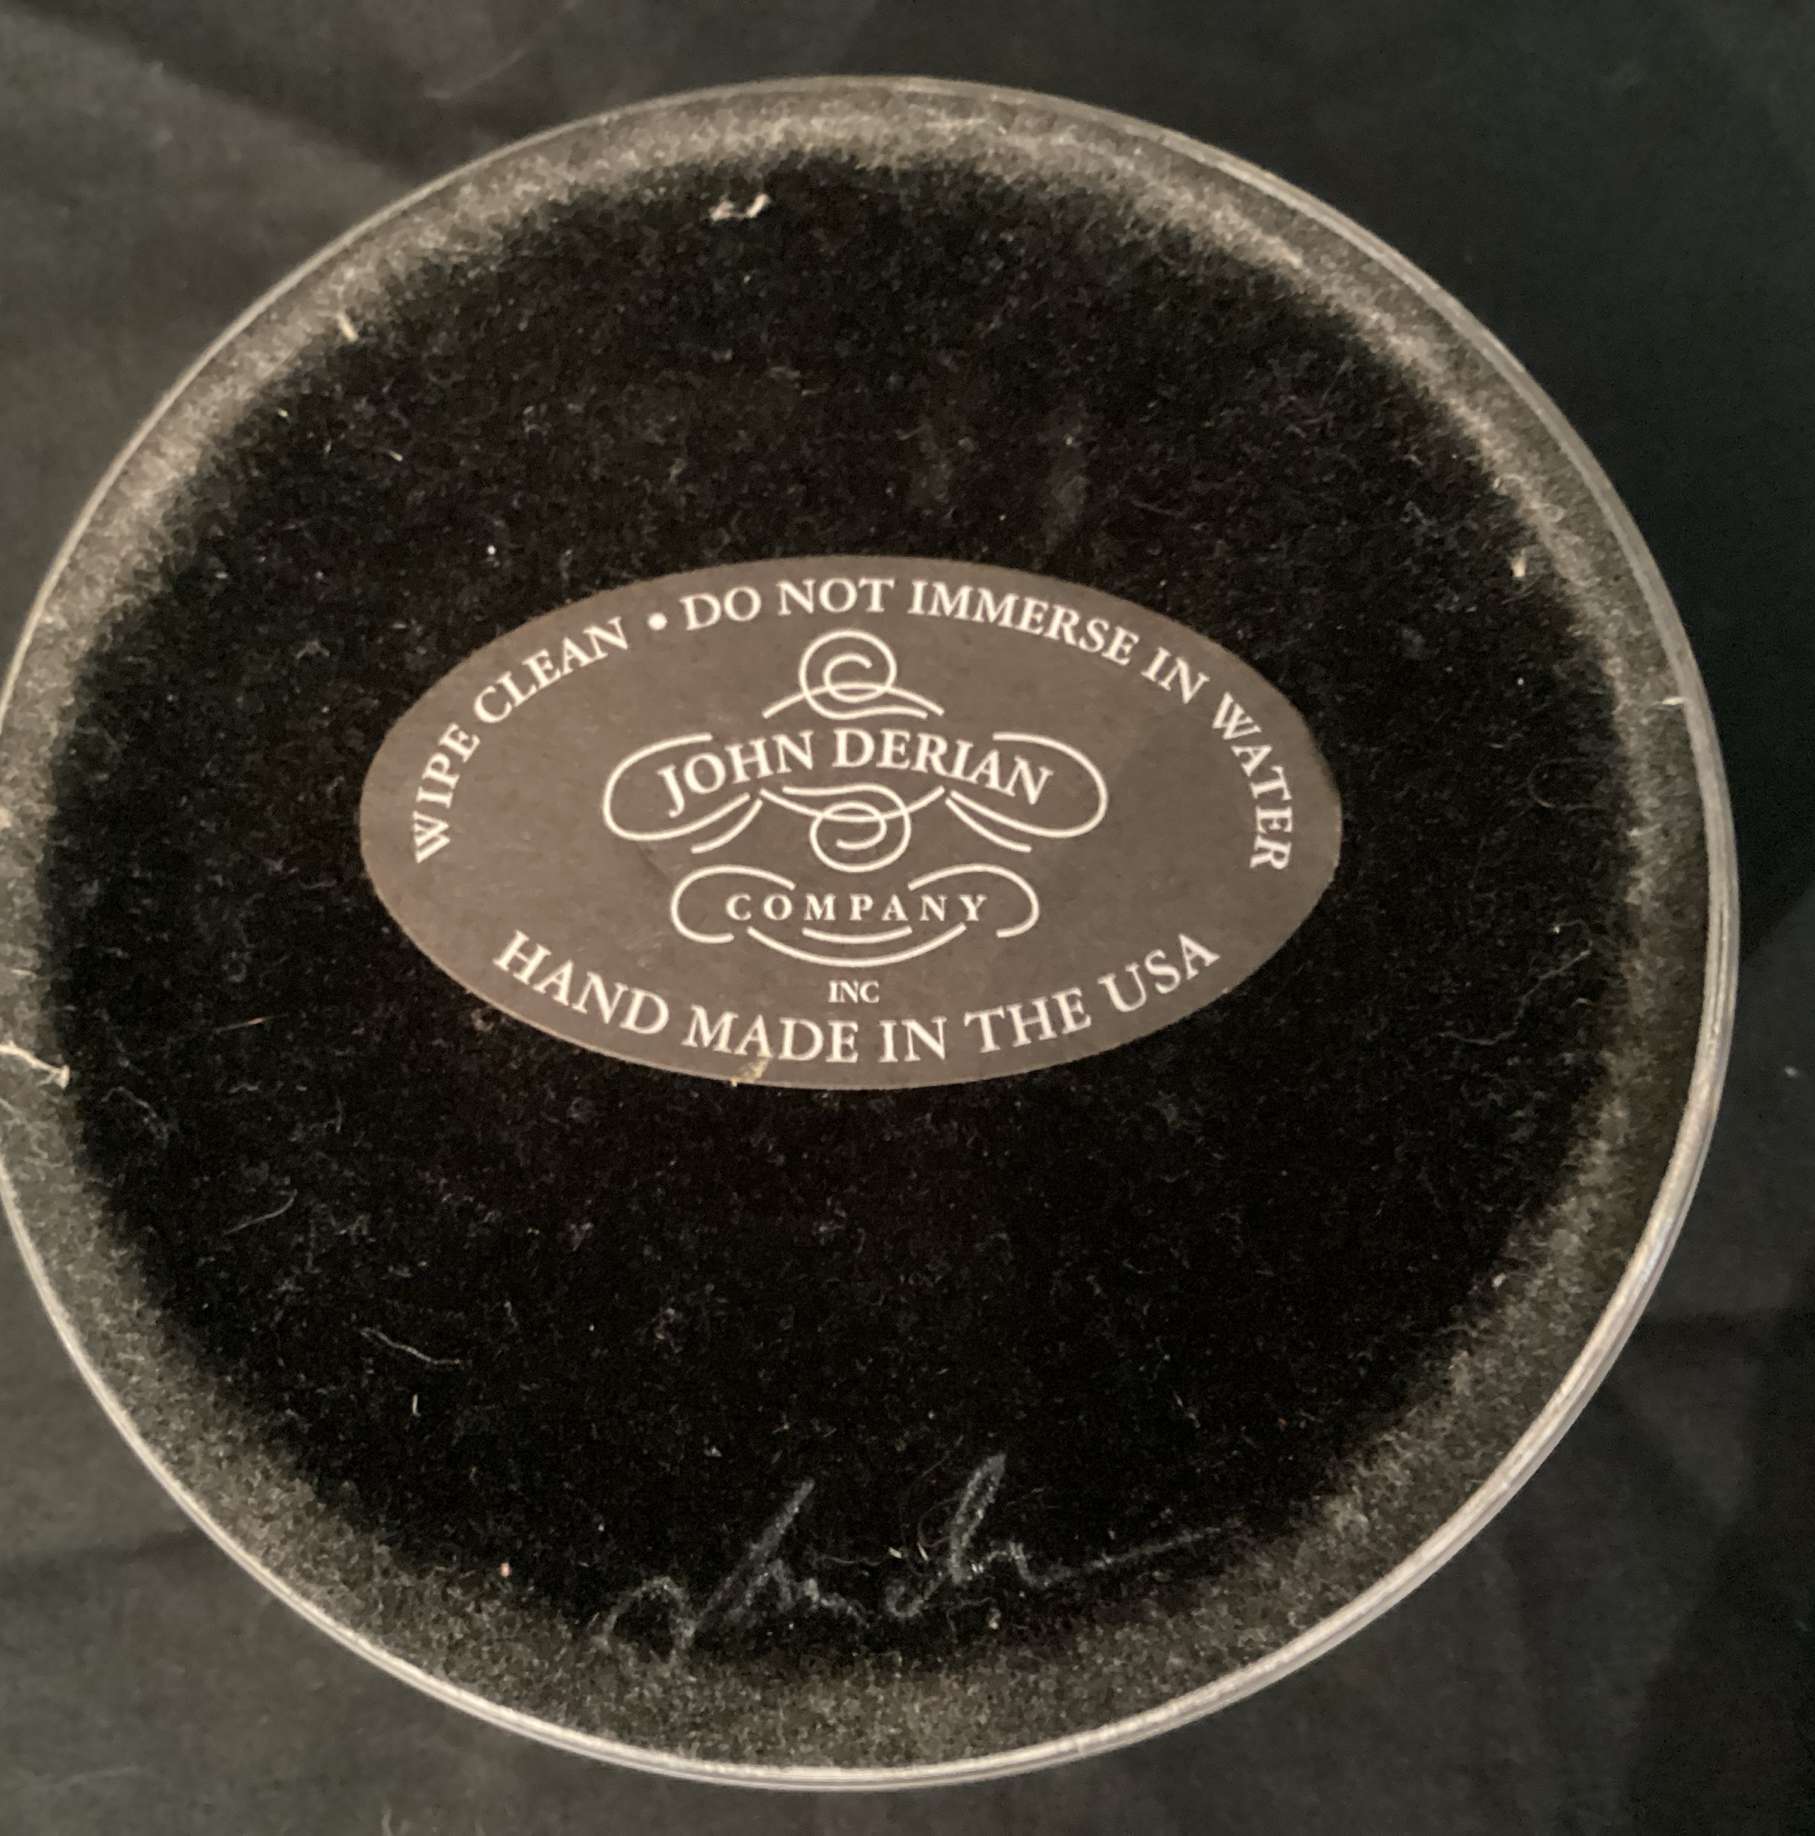 WIPE CLEAN • DO NOT IMMERSE IN WATER
JOHN DERIAN
COMPANY
INC
HAND MADE IN THE USA